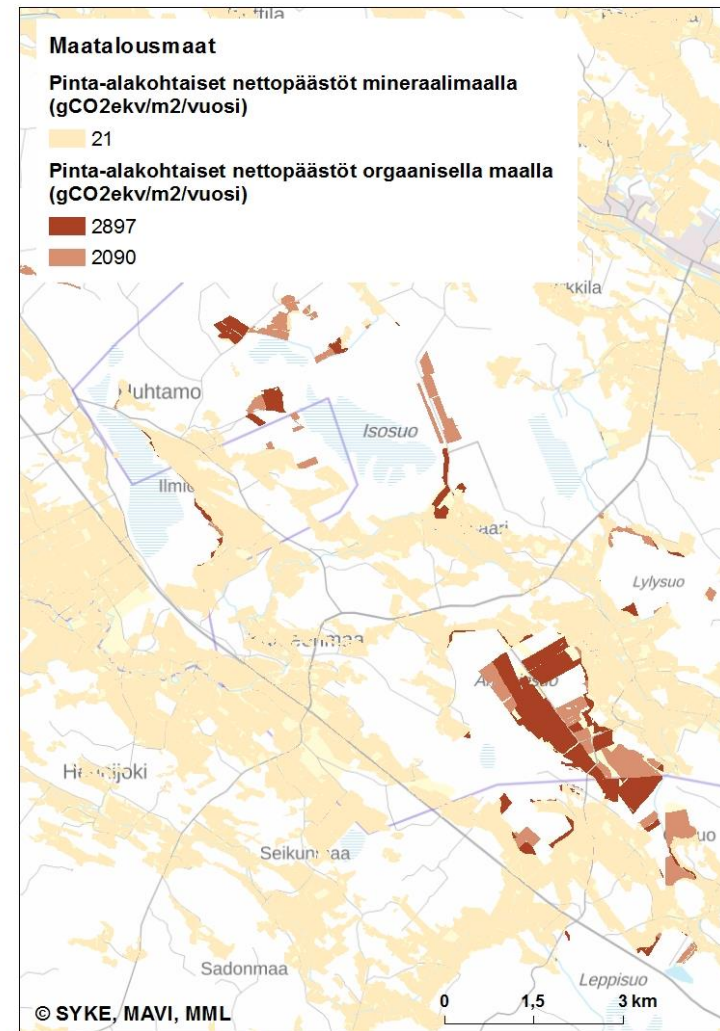 Maatalousmaat
Pinta-alakohtaiset nettopäästöt mineraalimaalla
(gCO2ekv/m2/vuosi)
21
Pinta-alakohtaiset nettopäästöt orgaanisella maalla
(gCO2ekv/m2/vuosi)
2897
2090
Isosuo
Lylysuo
Sadonmaa
Leppisuo
0 1,5 3 km
© SYKE, MAVI, MML